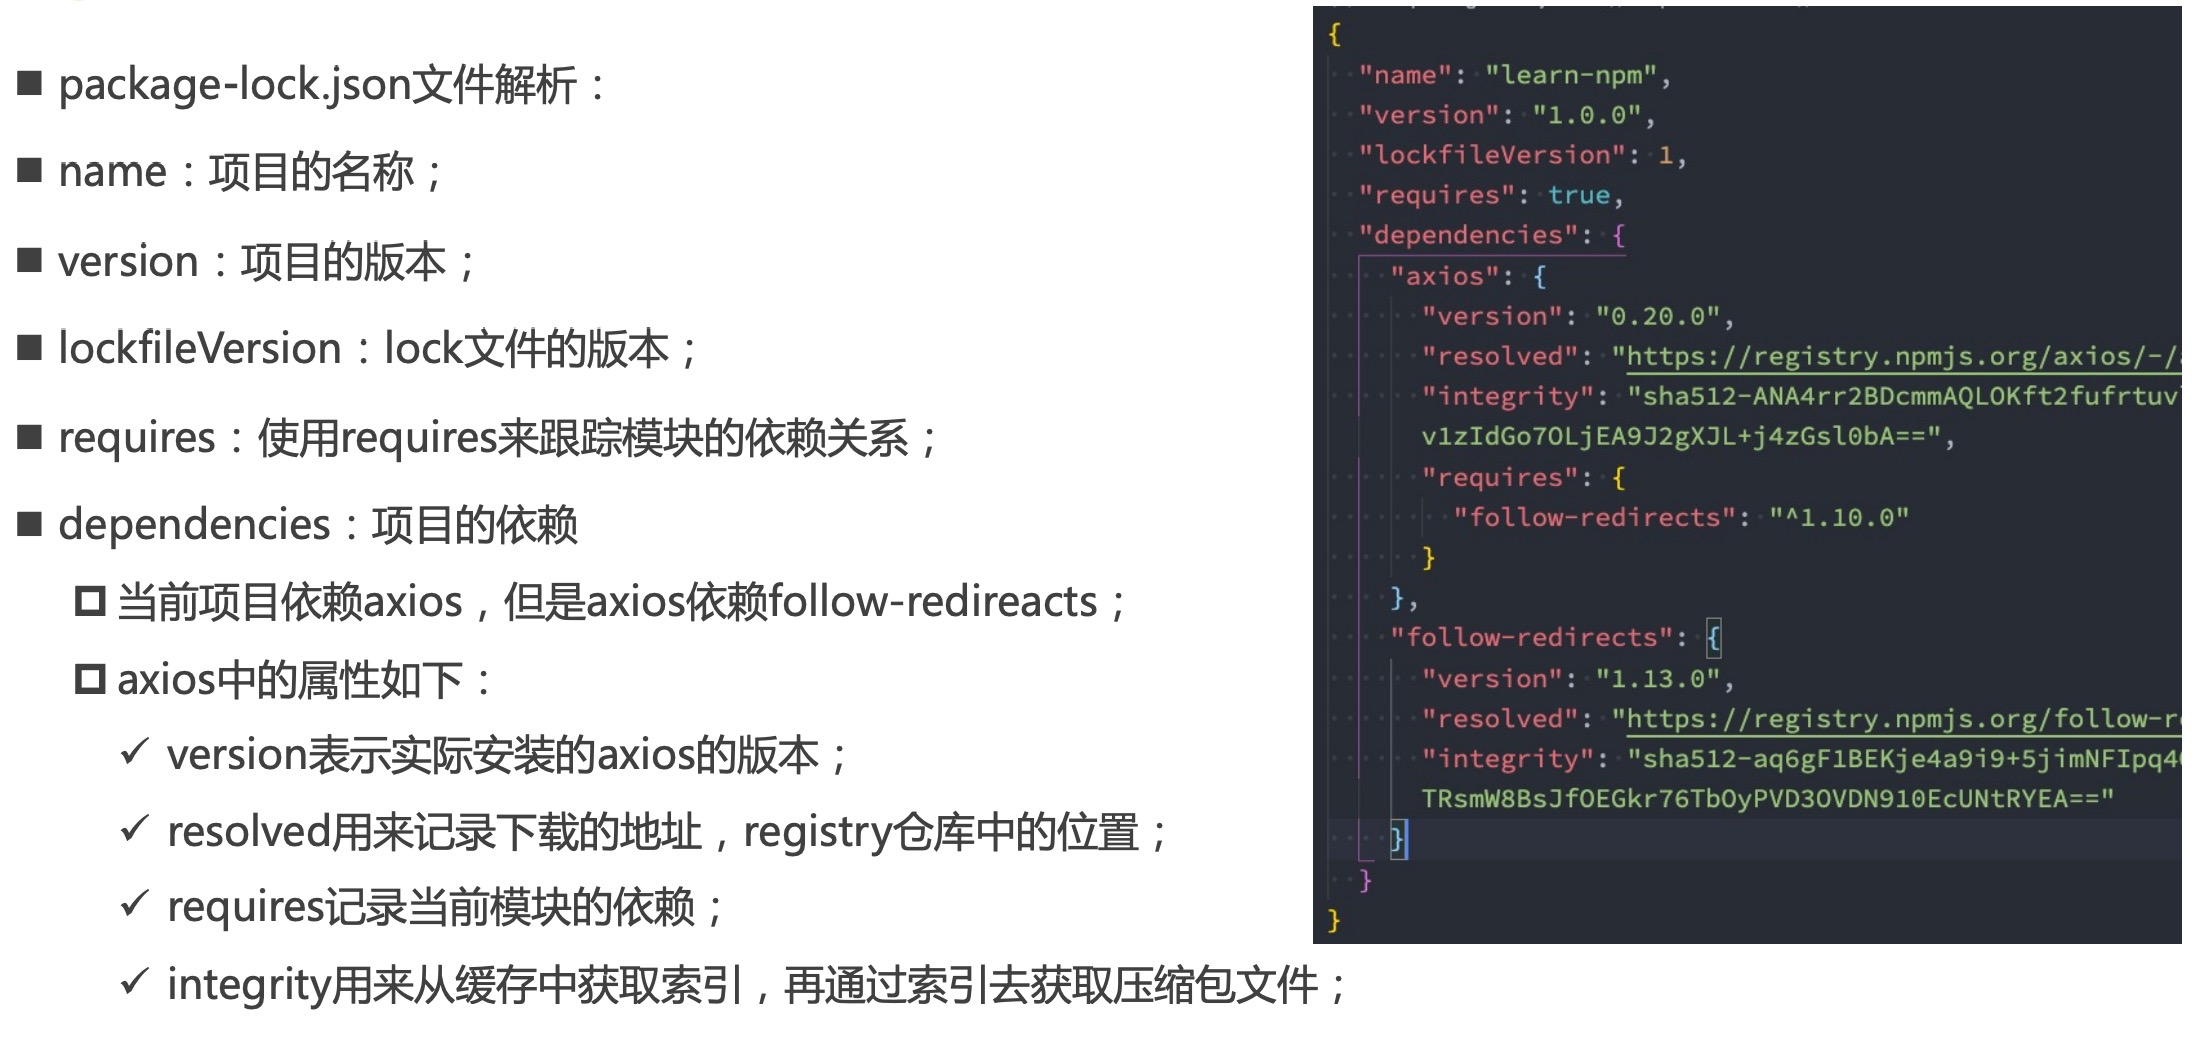 package-lock.json文件解析：
name：项目的名称；
version：项目的版本；
lockfileVersion：lock文件的版本；
requires：使用requires来跟踪模块的依赖关系；
dependencies：项目的依赖
当前项目依赖axios，但是axios依赖follow-redireacts；
axios中的属性如下：
version表示实际安装的axios的版本；
resolved用来记录下载的地址，registry仓库中的位置；
requires记录当前模块的依赖；
integrity用来从缓存中获取索引，再通过索引去获取压缩包文件；
{
"name": "learn-npm",
"version": "1.0.0",
"lockfileVersion": 1,
"requires": true,
"dependencies": {
"axios": {
"version": "0.20.0",
"resolved": "https://registry.npmjs.org/axios/-/
"integrity": "sha512-ANA4rr2BDcmmAQLOKft2fufrtuv
v1zIdGo7OLjEA9J2gXJL+j4zGsl0bA==",
"requires": {
"follow-redirects": "^1.10.0"
}
},
"follow-redirects": {
"version": "1.13.0",
"resolved": "https://registry.npmjs.org/follow-r
"integrity": "sha512-aq6gF1BEKje4a9i9+5jimNFIpq4
TRsmW8BsJfOEGkr76TbOyPVD3OVDN910EcUNtRYEA=="
}
}
}